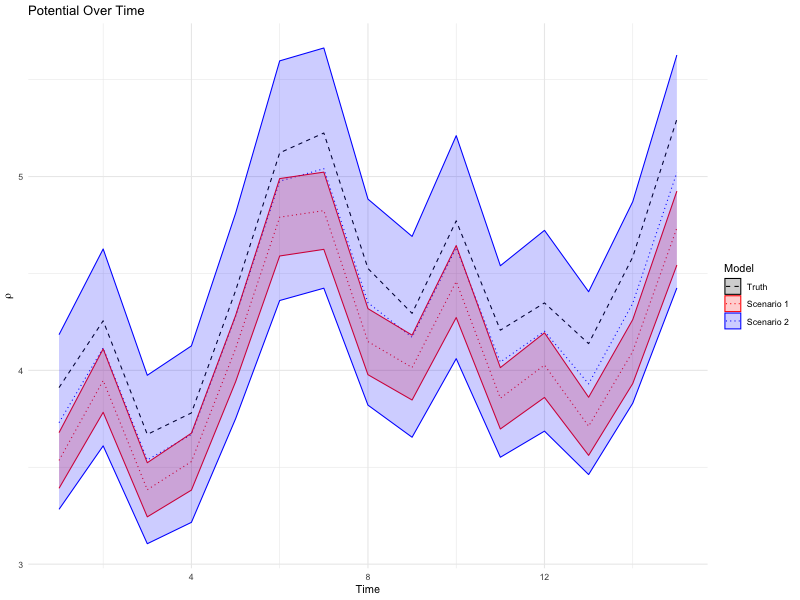 Potential Over Time
ρ
5
4
3
4
8
12
Time
Model
Truth
Scenario 1
Scenario 2